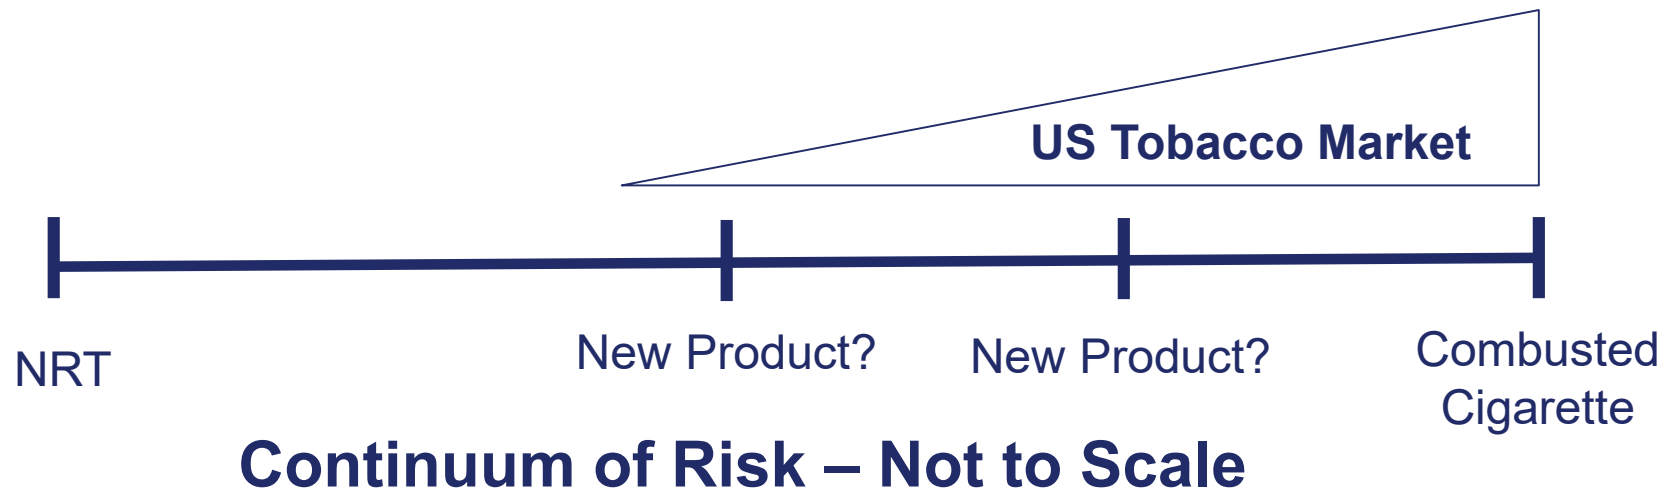 US Tobacco Market
NRT
New Product?
New Product?
Combusted
Cigarette
Continuum of Risk – Not to Scale